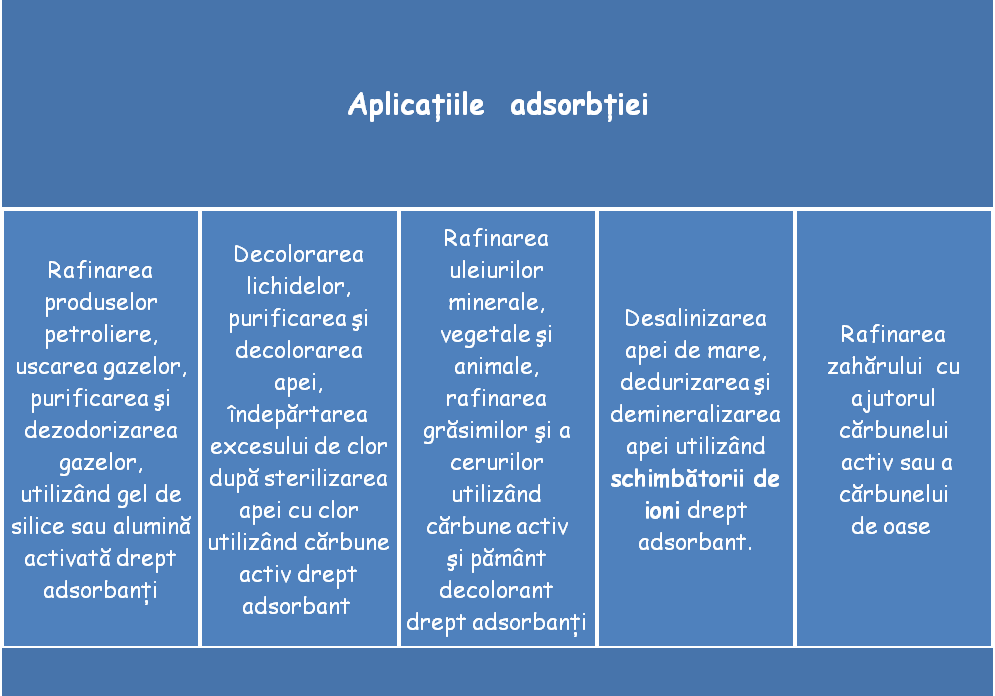 Aplicațiile adsorbției
Rafinarea
produselor
petroliere,
uscarea gazelor,
purificarea şi
dezodorizarea
gazelor,
utilizând gel de
silice sau alumină
activată drept
adsorbanți
Decolorarea
lichidelor,
purificarea şi
decolorarea
apei,
îndepărtarea
excesului de clor
după sterilizarea
apei cu clor
utilizând cărbune
activ drept
adsorbant
Rafinarea
uleiurilor
minerale,
vegetale şi
animale,
rafinarea
grăsimilor şi a
cerurilor
utilizând
cărbune activ
şi pământ
decolorant
drept adsorbanți
Desalinizarea
apei de mare,
dedurizarea şi
demineralizarea
apei utilizând
schimbătorii de
ioni drept
adsorbant.
Rafinarea
zahărului cu
ajutorul
cărbunelui
activ sau a
cărbunelui
de oase